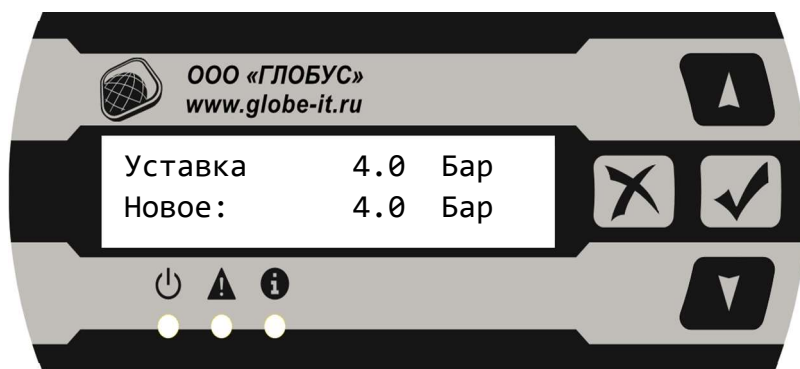 ООО «ГЛОБУС»
www.globe-it.ru
Уставка 4.0 Бар
Новое: 4.0 Бар